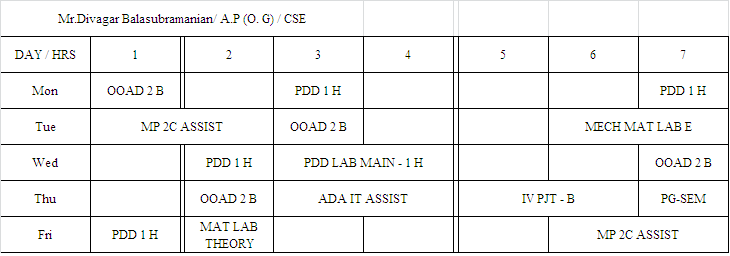 Mr.Divagar Balasubramanian/ A.P (O. G) / CSE
DAY / HRS 1 2 3 4 5 6 7
Mon OOAD 2 B PDD 1 H PDD 1 H
Tue MP 2C ASSIST OOAD 2 B MECH MAT LAB E
Wed PDD 1 H PDD LAB MAIN - 1 H OOAD 2 B
Thu OOAD 2 B ADA IT ASSIST IV PJT - B PG-SEM
Fri PDD 1 H MAT LAB THEORY MP 2C ASSIST